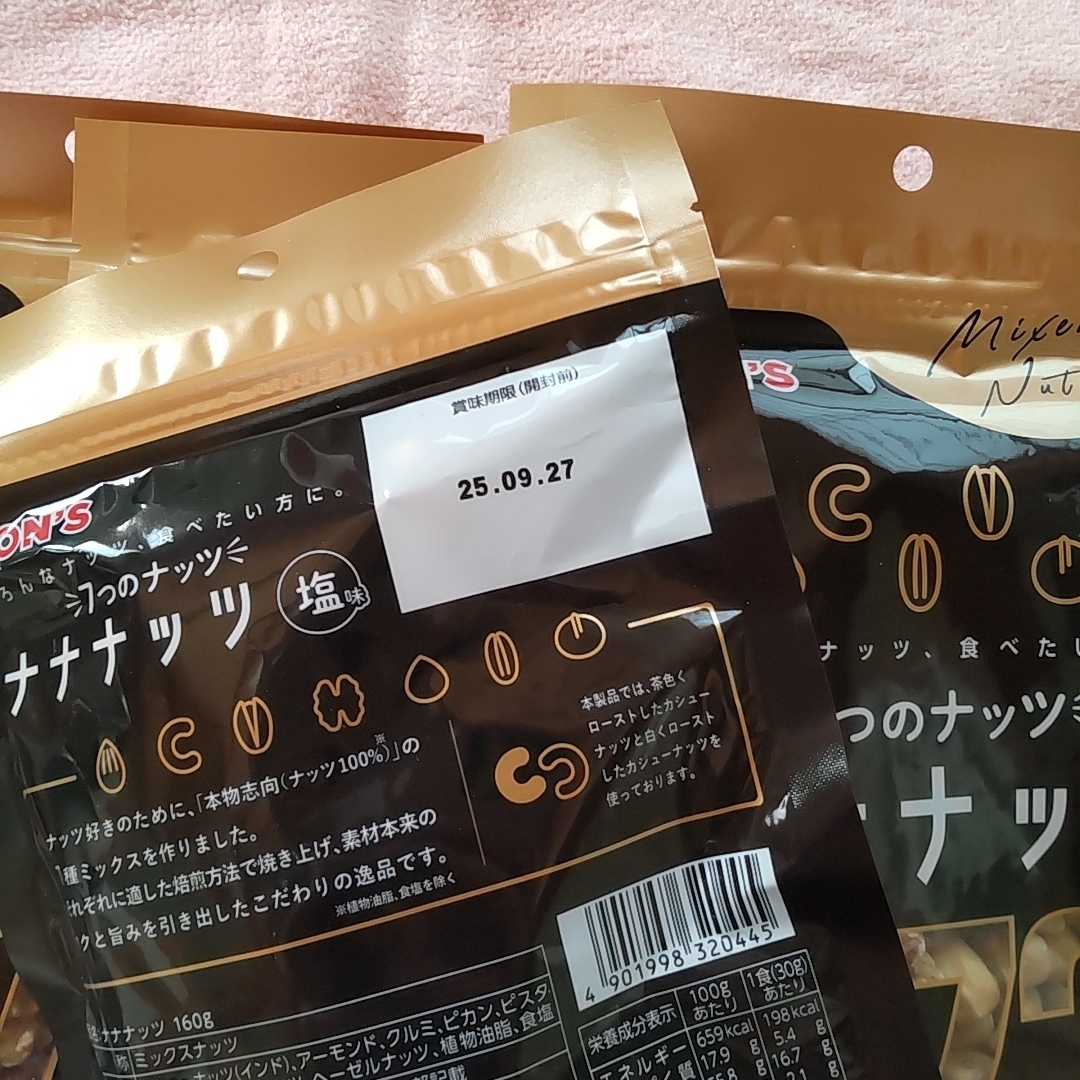 賞味期限(開封前)
25.09.27
ON'S
ろんなナッツ、食べたい方に。
7つのナッツ
ナナナッツ
塩味
本製品では、茶色く
ローストしたカシュー
ナッツと白くロースト
したカシューナッツを
使っております。
ナッツ好きのために、「本物志向(ナッツ100%※)」の
7種ミックスを作りました。
れぞれに適した焙煎方法で焼き上げ、素材本来の
クと旨みを引き出したこだわりの逸品です。
※植物油脂、食塩を除く
4 901998 320445
ナナナッツ 160g
称 ミックスナッツ
ナッツ(インド)、アーモンド、クルミ、ピカン、ピスタ
ヘーゼルナッツ、植物油脂、食塩
部記載
栄養成分表示
100g
あたり
1食(30g)
あたり
エネルギー 659kcal 198kcal
質 17.9 g 5.4 g
5.8 g 16.7 g
2.1 g
'S
Mixe
Nut
ナッツ、食べたい
つのナッツ
ナッ